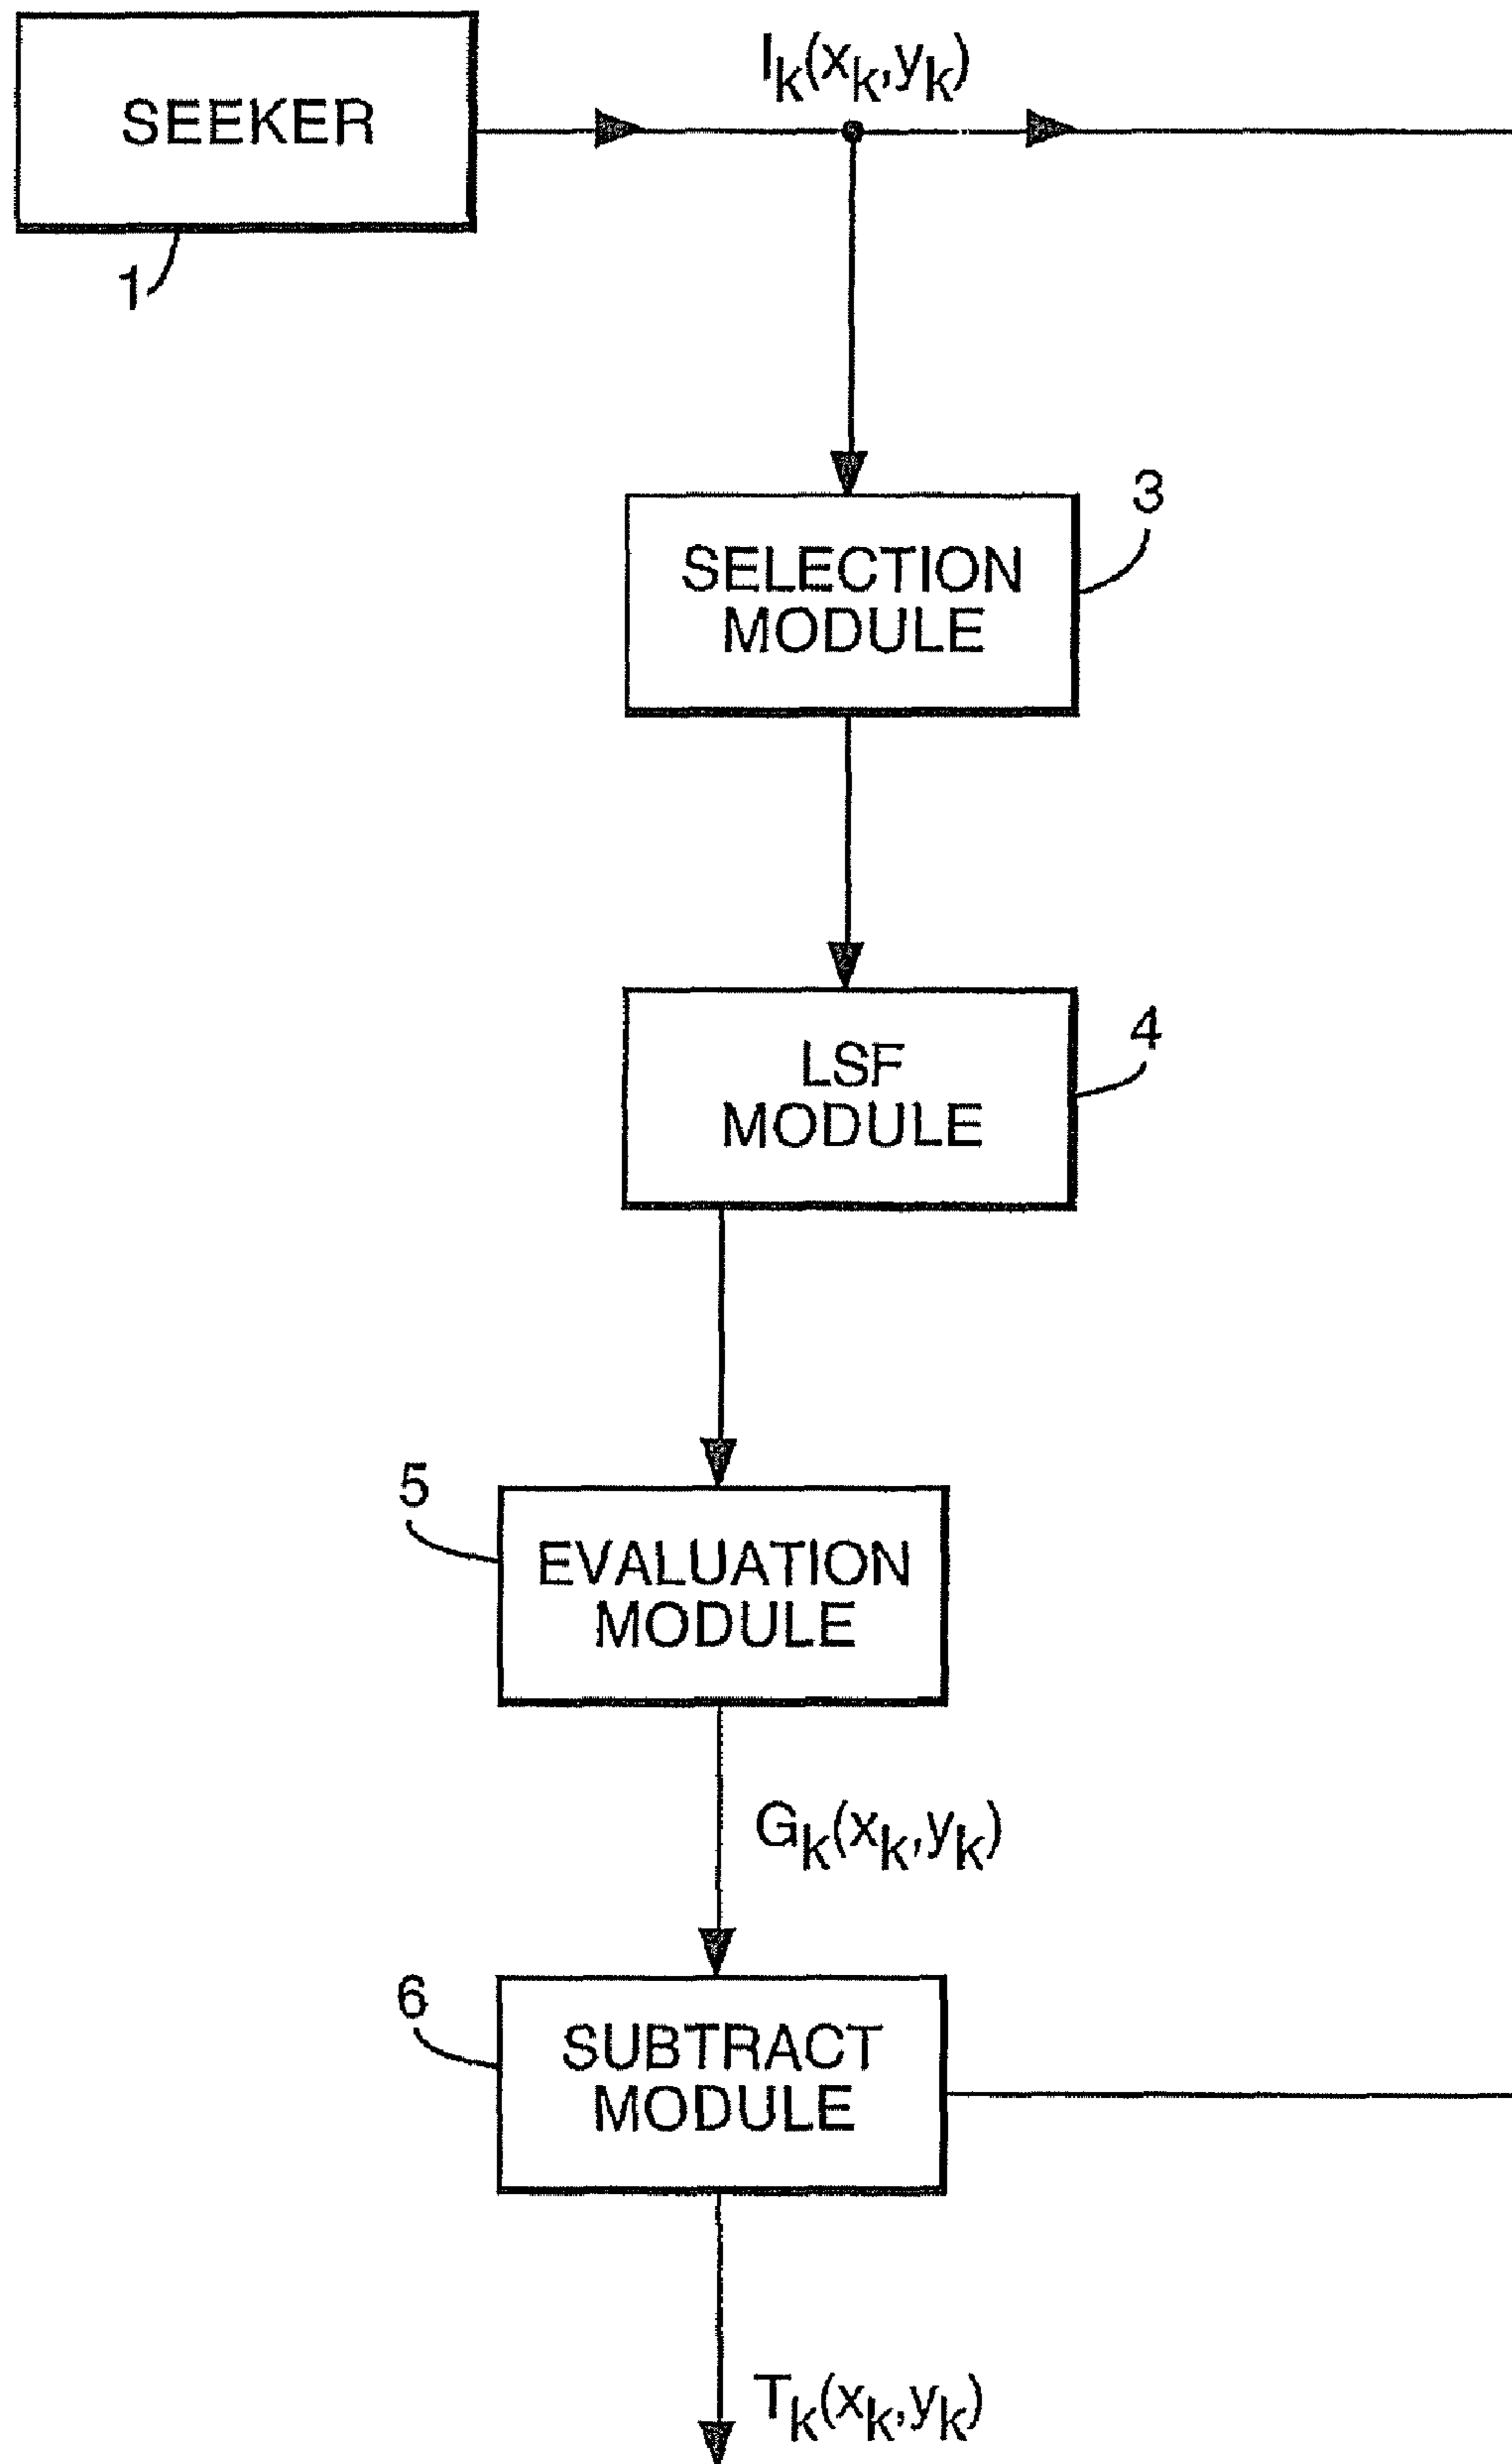 SEEKER
1
Iₖ(xₖ,yₖ)
SELECTION
MODULE
3
LSF
MODULE
4
5
EVALUATION
MODULE
Gₖ(xₖ,yₖ)
6
SUBTRACT
MODULE
Tₖ(xₖ,yₖ)